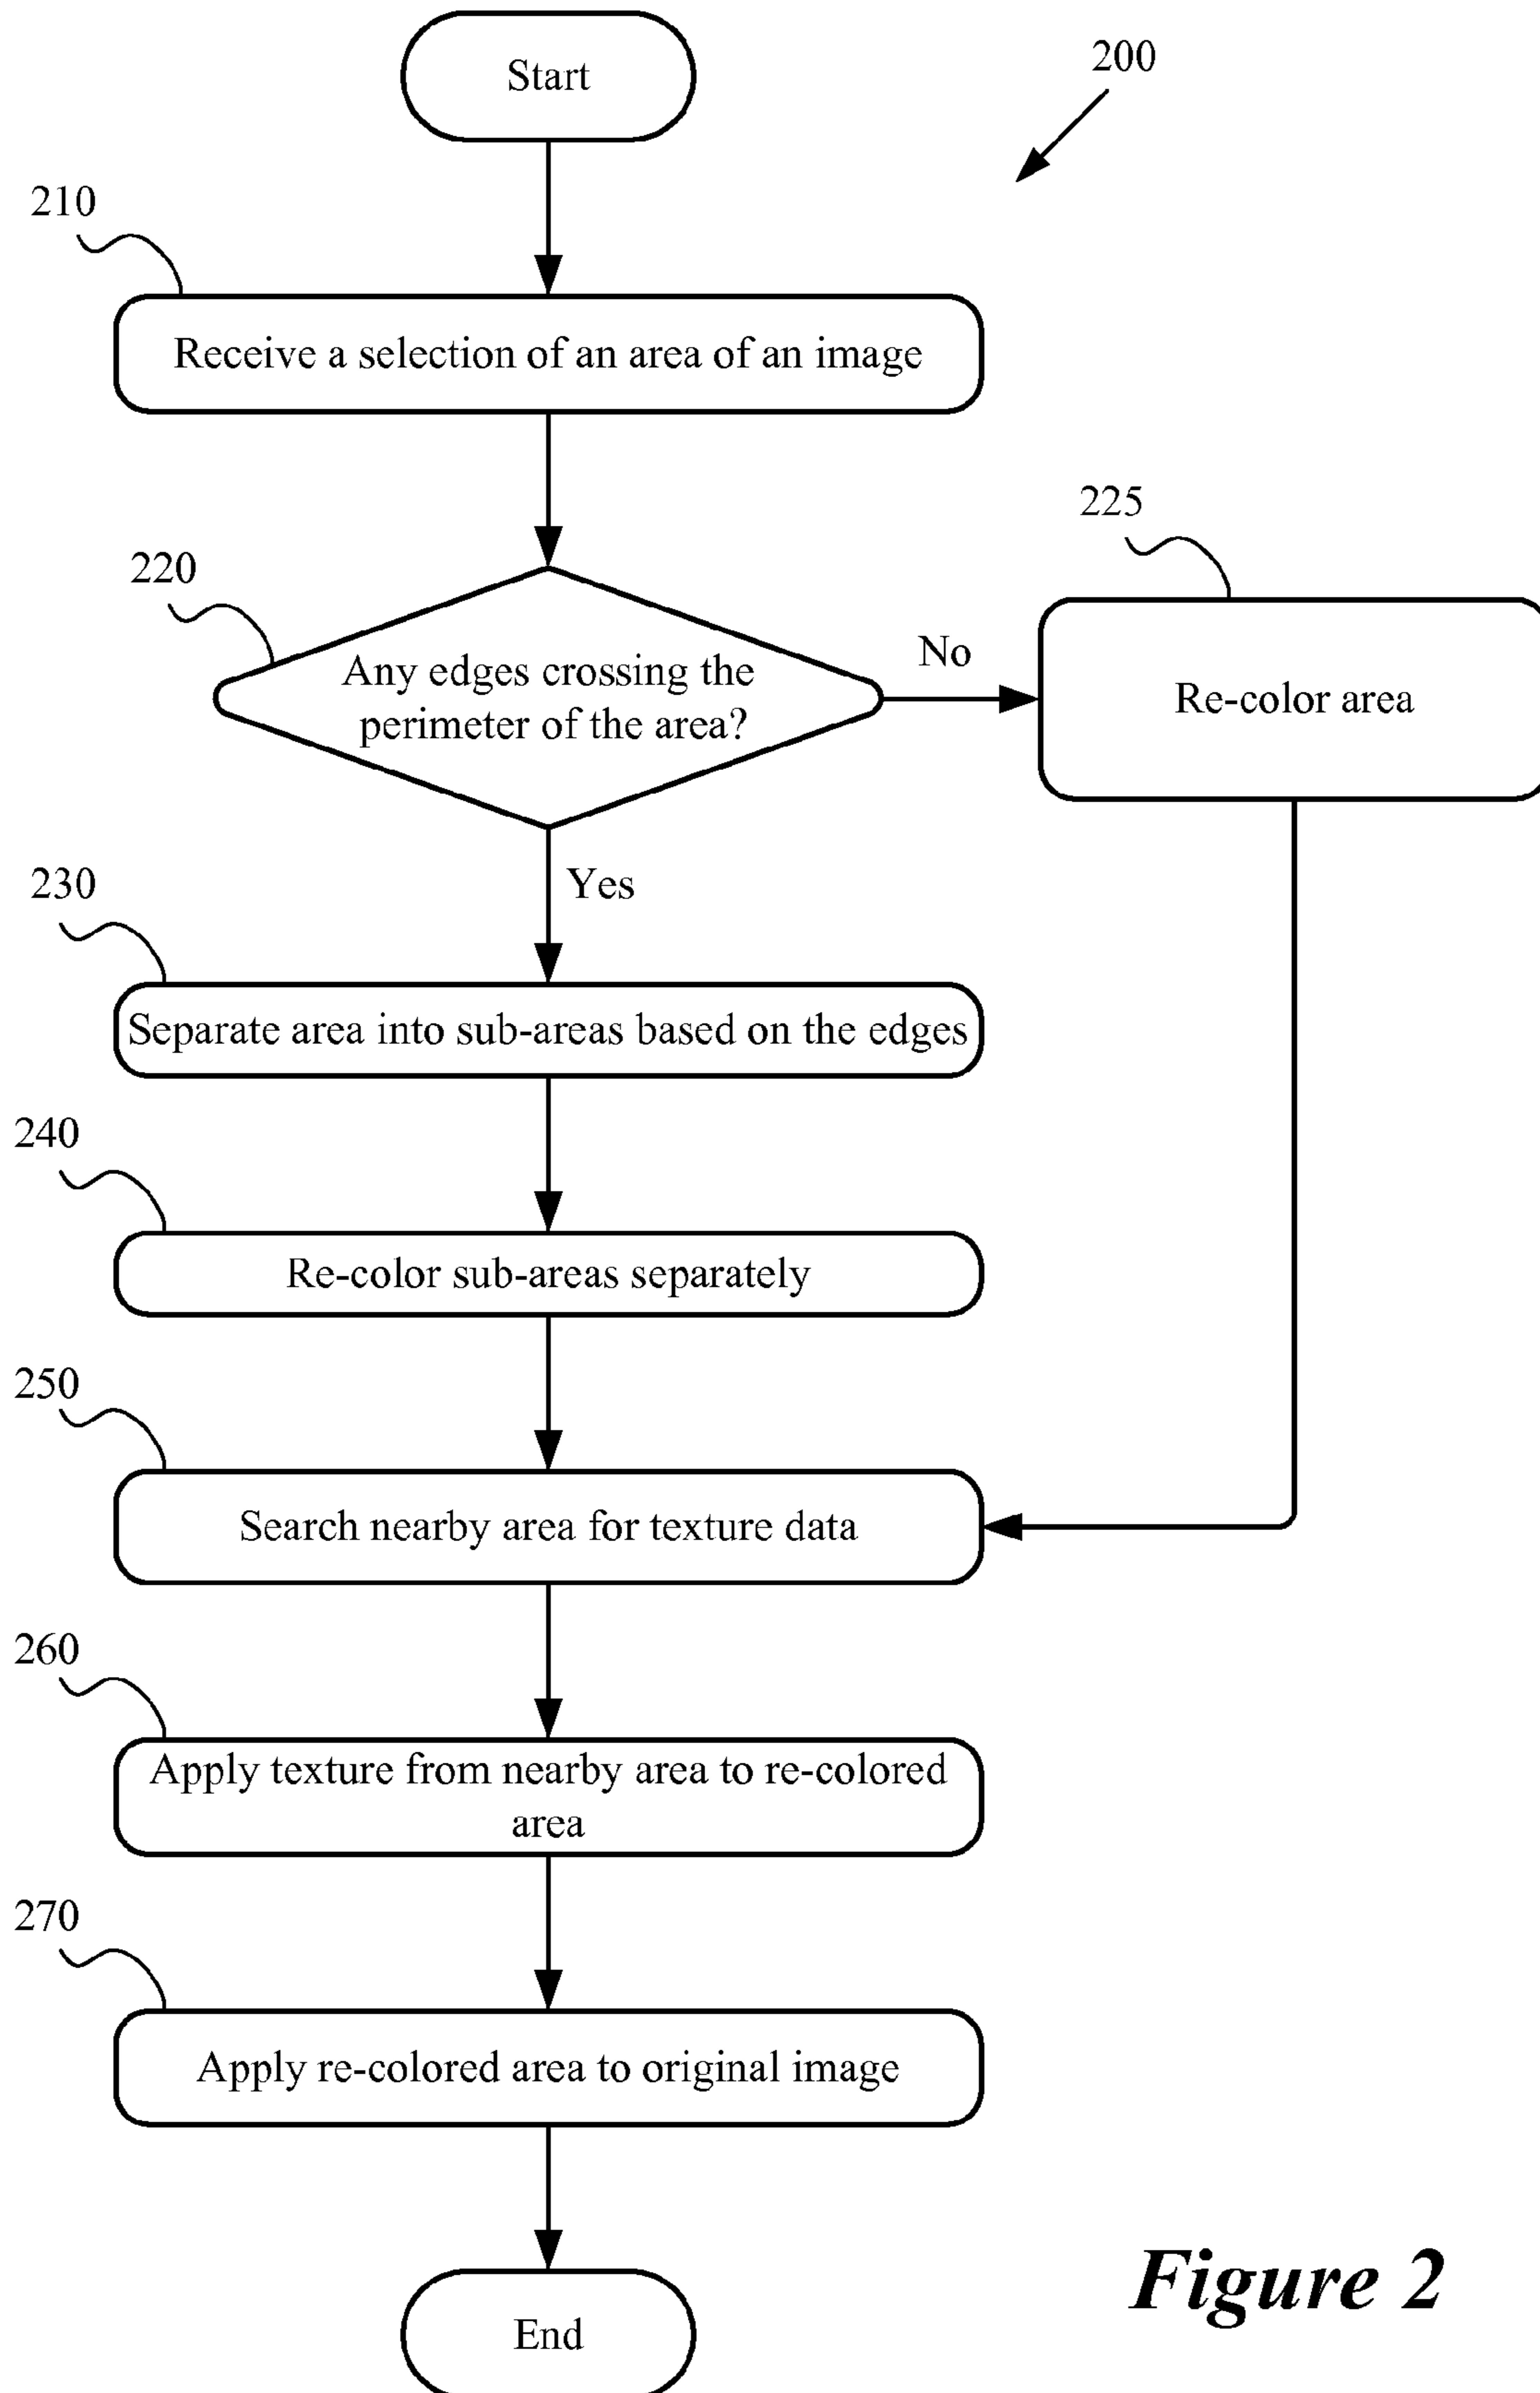 Start
200
210
Receive a selection of an area of an image
225
220
Any edges crossing the
perimeter of the area?
No
Re-color area
Yes
230
Separate area into sub-areas based on the edges
240
Re-color sub-areas separately
250
Search nearby area for texture data
260
Apply texture from nearby area to re-colored
area
270
Apply re-colored area to original image
End
Figure 2